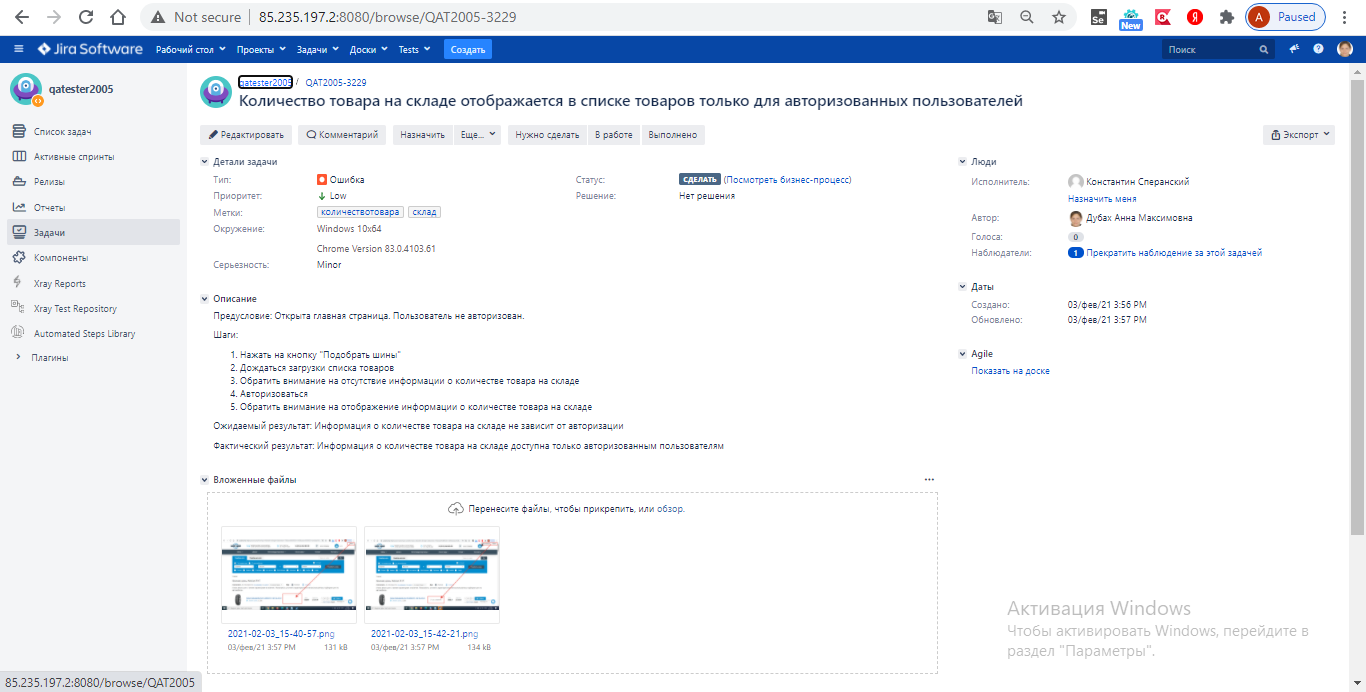 Not secure
85.235.197.2:8080/browse/QAT2005-3229
Se
New
Я
A Paused
Jira Software Рабочий стол Проекты Задачи Доски Tests Создать
Поиск
qatester2005
Список задач
Активные спринты
Релизы
Отчеты
Задачи
Компоненты
Xray Reports
Xray Test Repository
Automated Steps Library
Плагины
qatester2005 / QAT2005-3229
Количество товара на складе отображается в списке товаров только для авторизованных пользователей
Редактировать Комментарий Назначить Еще... Нужно сделать В работе Выполнено Экспорт
Детали задачи
Тип: Ошибка
Приоритет: Low
Метки: количествотовара склад
Окружение: Windows 10x64
Chrome Version 83.0.4103.61
Серьезность: Minor
Статус: СДЕЛАТЬ (Посмотреть бизнес-процесс)
Решение: Нет решения
Описание
Предусловие: Открыта главная страница. Пользователь не авторизован.
Шаги:
1. Нажать на кнопку "Подобрать шины"
2. Дождаться загрузки списка товаров
3. Обратить внимание на отсутствие информации о количестве товара на складе
4. Авторизоваться
5. Обратить внимание на отображение информации о количестве товара на складе
Ожидаемый результат: Информация о количестве товара на складе не зависит от авторизации
Фактический результат: Информация о количестве товара на складе доступна только авторизованным пользователям
Вложенные файлы
...
Перенесите файлы, чтобы прикрепить, или обзор.
2021-02-03_15-40-57.png
03/фев/21 3:57 PM 131 kB
2021-02-03_15-42-21.png
03/фев/21 3:57 PM 134 kB
Люди
Исполнитель: Константин Сперанский
Назначить меня
Автор: Дубах Анна Максимовна
Голоса: 0
Наблюдатели: 1 Прекратить наблюдение за этой задачей
Даты
Создано: 03/фев/21 3:56 PM
Обновлено: 03/фев/21 3:57 PM
Agile
Показать на доске
Активация Windows
Чтобы активировать Windows, перейдите в
раздел "Параметры".
85.235.197.2:8080/browse/QAT2005